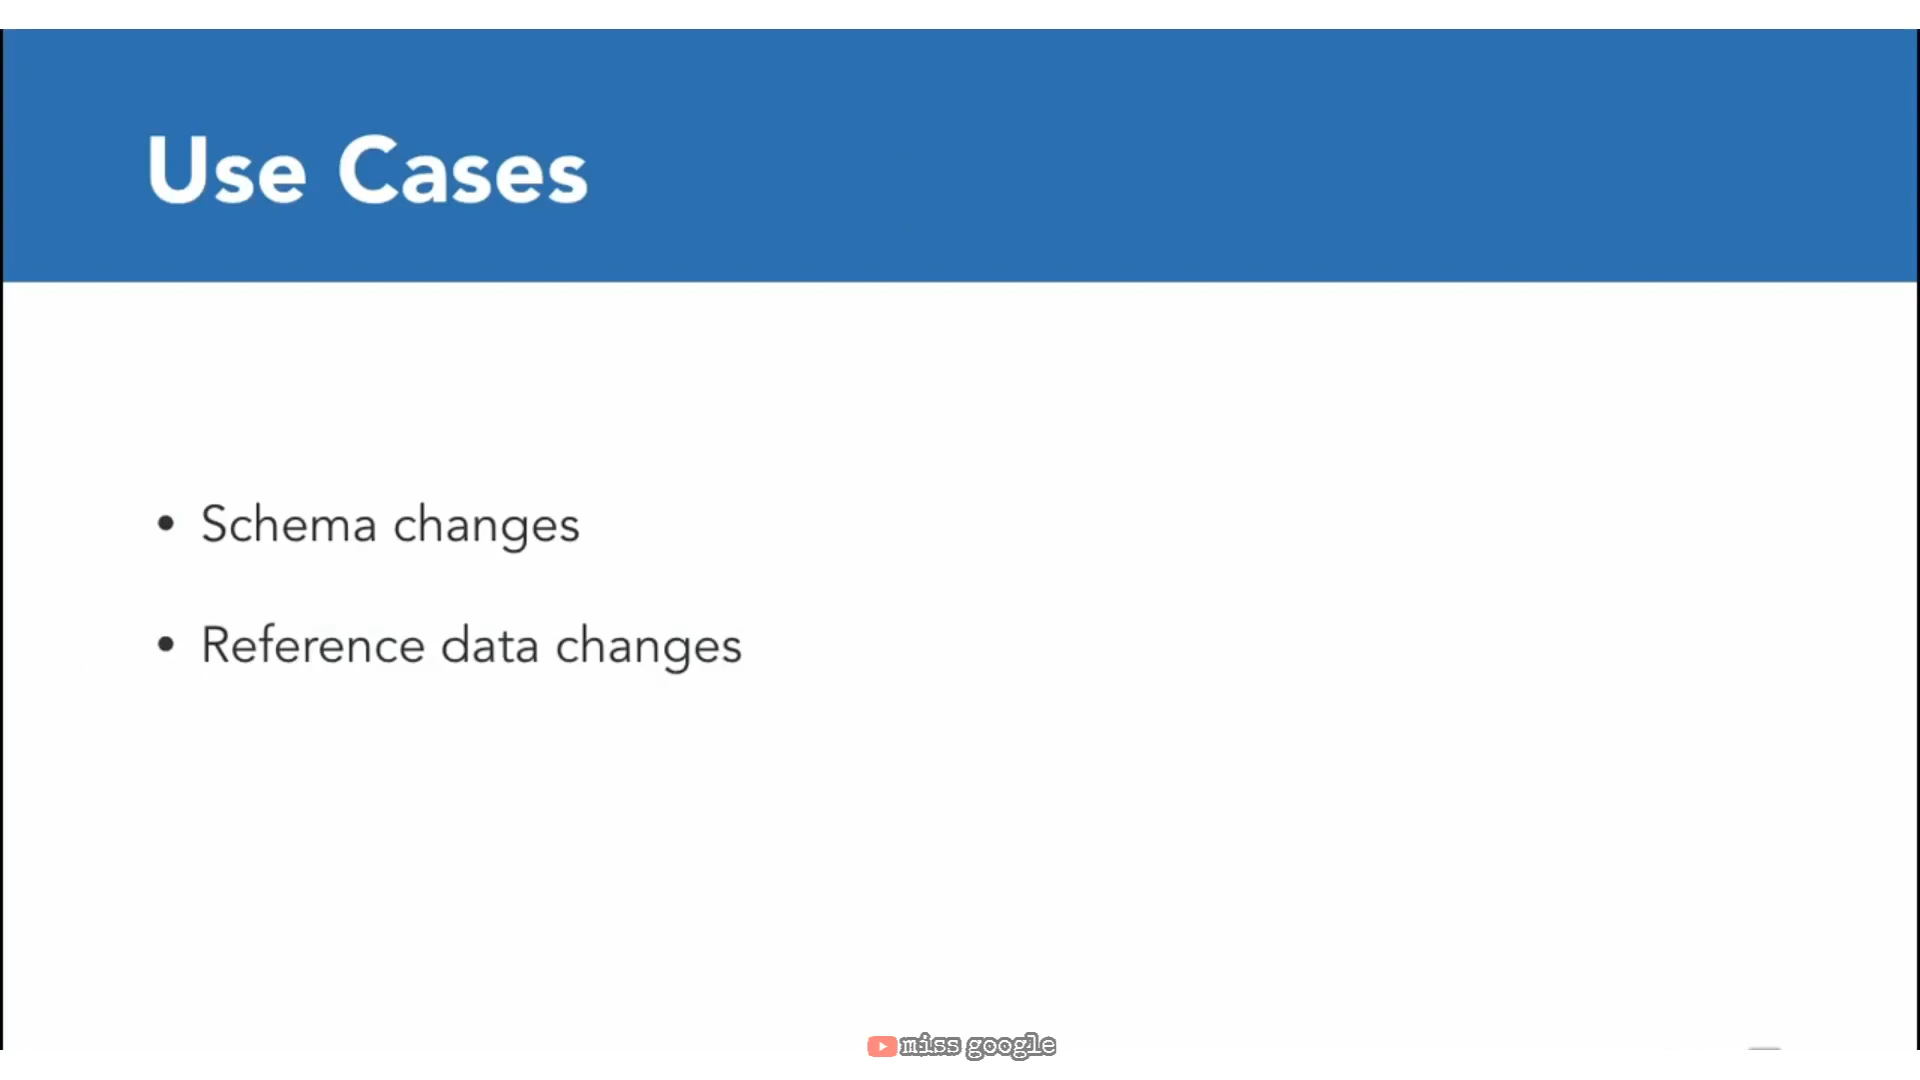 Use Cases
• Schema changes
• Reference data changes
miss google